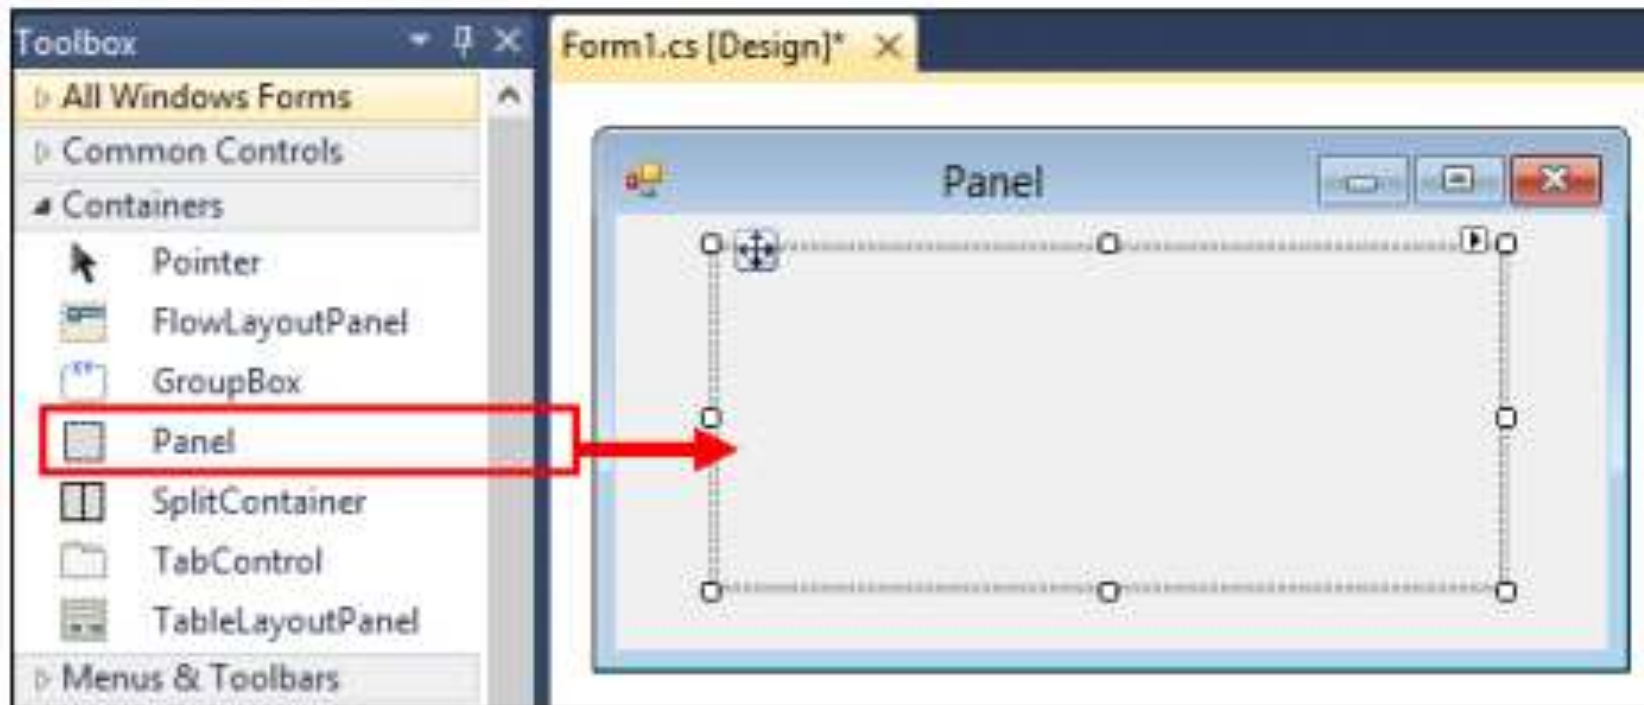 Toolbox
Form1.cs [Design]*
All Windows Forms
Common Controls
Containers
Pointer
FlowLayoutPanel
GroupBox
Panel
SplitContainer
TabControl
TableLayoutPanel
Menus & Toolbars
Panel